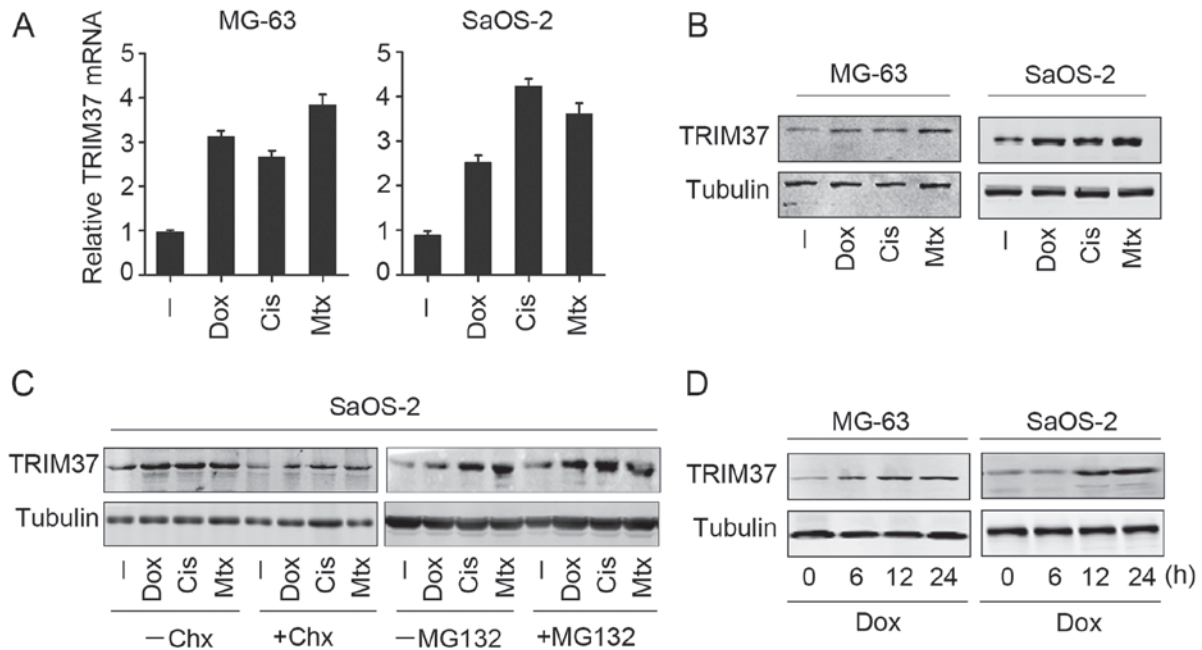 A
MG-63
SaOS-2
Relative TRIM37 mRNA
5
4
3
2
1
0
– Dox Cis Mtx
5
4
3
2
1
0
– Dox Cis Mtx
B
MG-63 SaOS-2
TRIM37
Tubulin
– Dox Cis Mtx – Dox Cis Mtx
C
SaOS-2
TRIM37
Tubulin
– Dox Cis Mtx – Dox Cis Mtx – Dox Cis Mtx – Dox Cis Mtx
–Chx +Chx –MG132 +MG132
D
MG-63 SaOS-2
TRIM37
Tubulin
0 6 12 24 0 6 12 24 (h)
Dox Dox